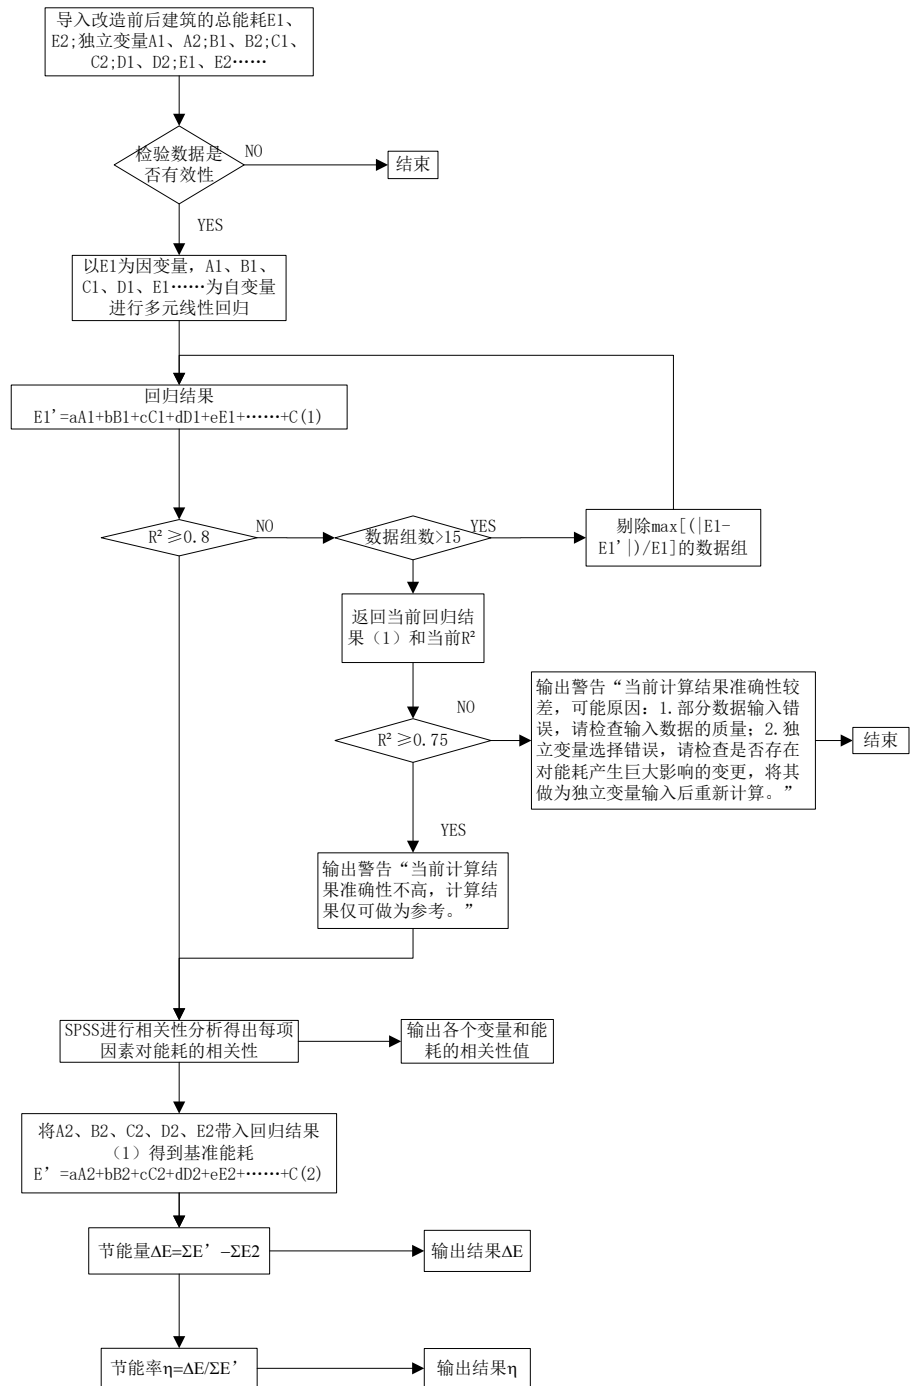 导入改造前后建筑的总能耗E1、
E2;独立变量A1、A2;B1、B2;C1、
C2;D1、D2;E1、E2……
检验数据是
否有效性
NO
结束
YES
以E1为因变量，A1、B1、
C1、D1、E1……为自变量
进行多元线性回归
回归结果
E1’=aA1+bB1+cC1+dD1+eE1+……+C(1)
R²≥0.8
NO
数据组数>15
YES
剔除max[(|E1-
E1'|)/E1]的数据组
返回当前回归结
果（1）和当前R²
R²≥0.75
NO
输出警告“当前计算结果准确性较
差，可能原因：1.部分数据输入错
误，请检查输入数据的质量；2.独
立变量选择错误，请检查是否存在
对能耗产生巨大影响的变更，将其
做为独立变量输入后重新计算。”
结束
YES
输出警告“当前计算结
果准确性不高，计算结
果仅可做为参考。”
SPSS进行相关性分析得出每项
因素对能耗的相关性
输出各个变量和能
耗的相关性值
将A2、B2、C2、D2、E2带入回归结果
（1）得到基准能耗
E’=aA2+bB2+cC2+dD2+eE2+……+C(2)
节能量ΔE=ΣE’-ΣE2
输出结果ΔE
节能率η=ΔE/ΣE’
输出结果η